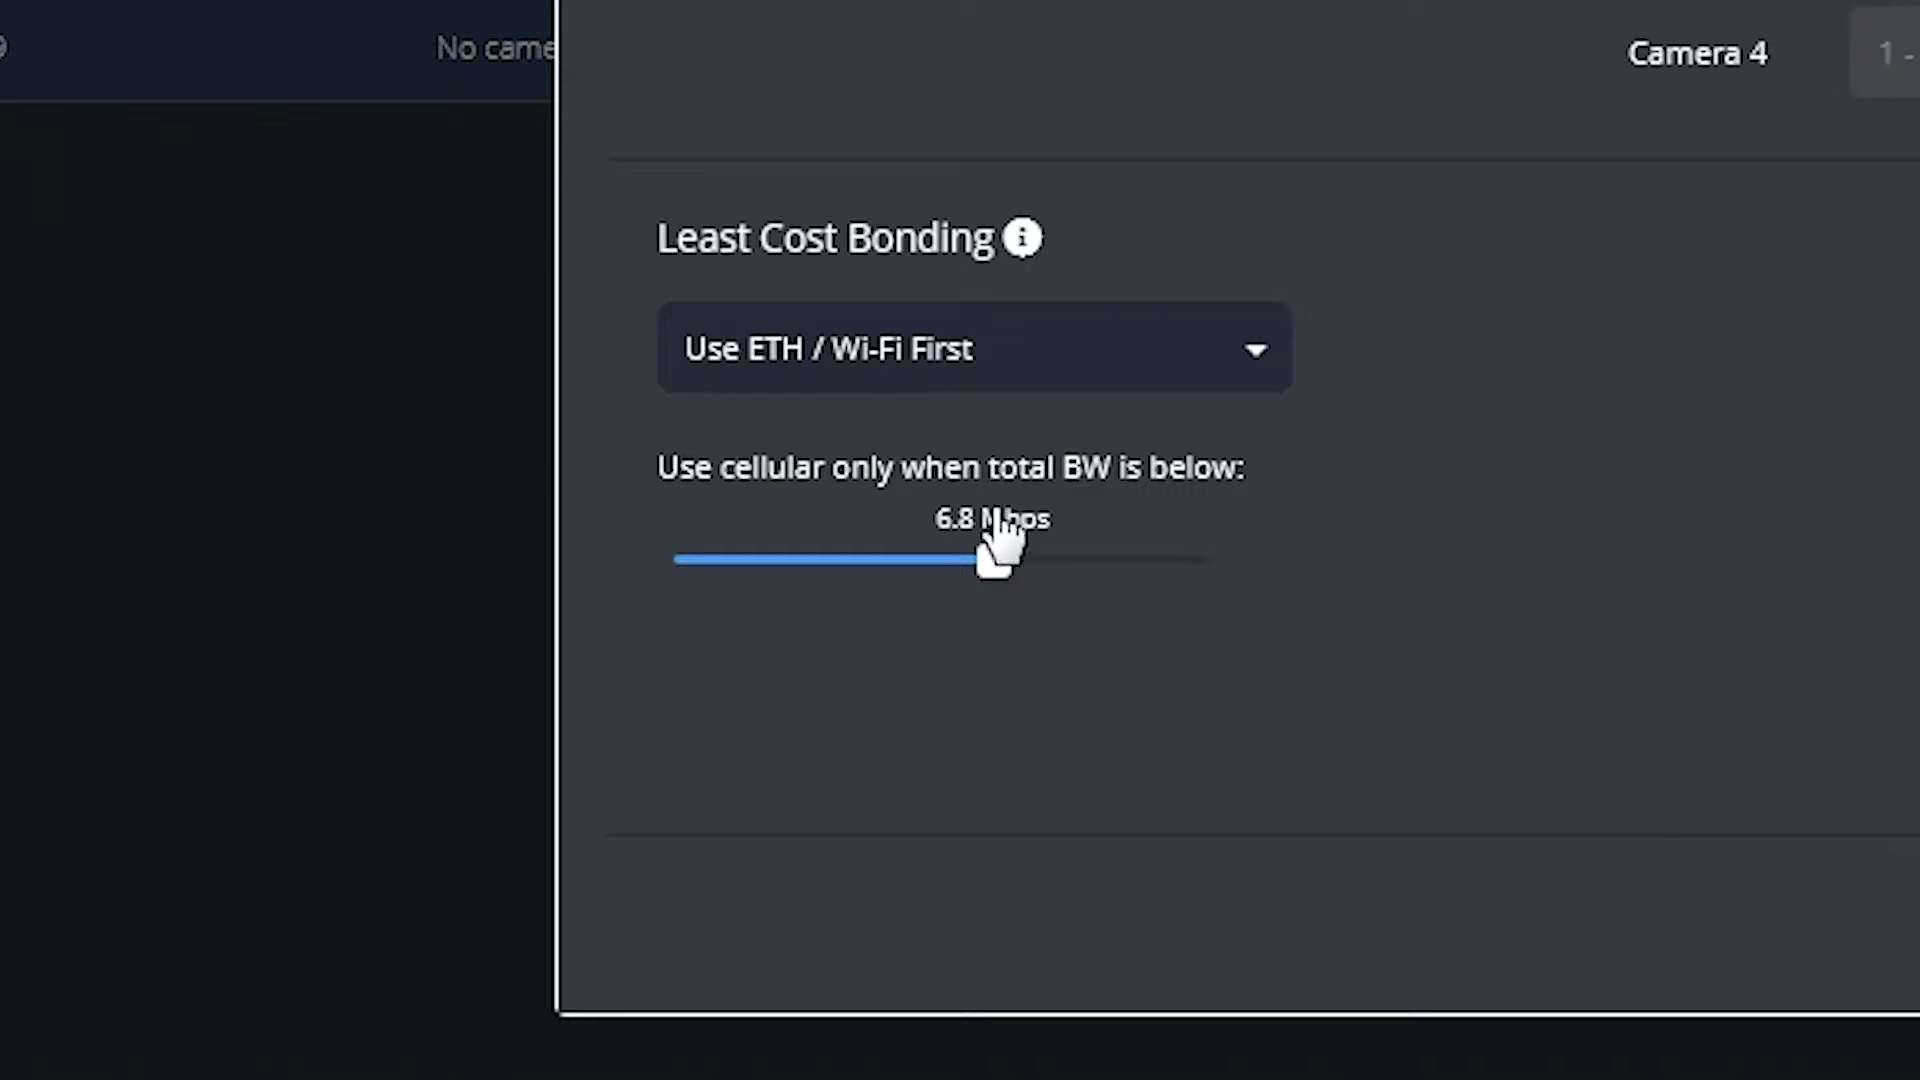 No came
Camera 4
1 -
Least Cost Bonding
Use ETH / Wi-Fi First
Use cellular only when total BW is below:
6.8 Mbps